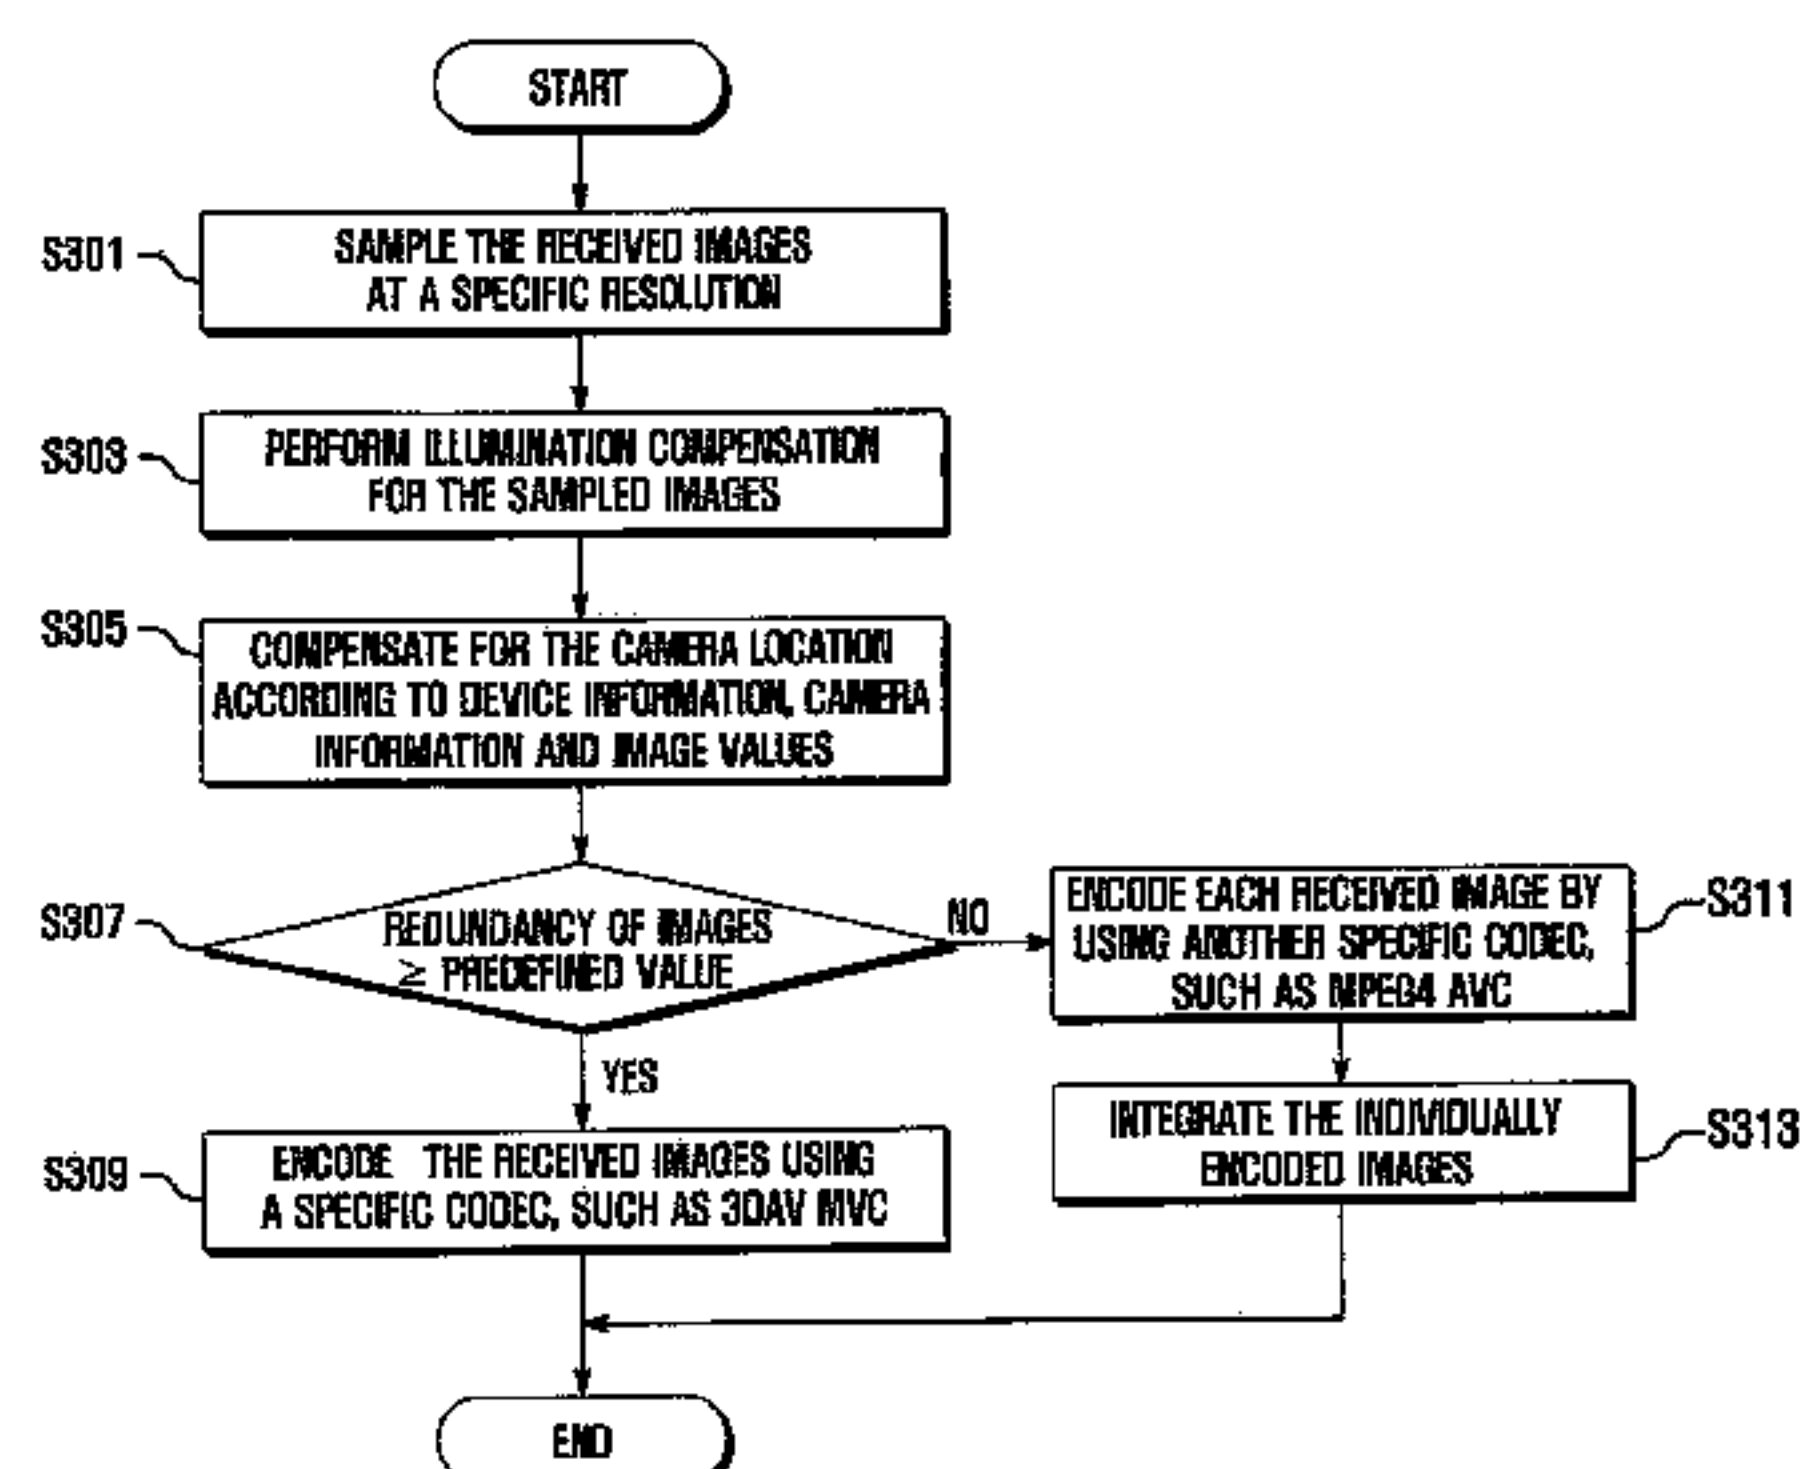 START
S301
SAMPLE THE RECEIVED IMAGES
AT A SPECIFIC RESOLUTION
S303
PERFORM ILLUMINATION COMPENSATION
FOR THE SAMPLED IMAGES
S305
COMPENSATE FOR THE CAMERA LOCATION
ACCORDING TO DEVICE INFORMATION, CAMERA
INFORMATION AND IMAGE VALUES
S307
REDUNDANCY OF IMAGES
≥ PREDEFINED VALUE
NO
YES
ENCODE EACH RECEIVED IMAGE BY
USING ANOTHER SPECIFIC CODEC,
SUCH AS MPEG4 AVC
S311
INTEGRATE THE INDIVIDUALLY
ENCODED IMAGES
S313
S309
ENCODE THE RECEIVED IMAGES USING
A SPECIFIC CODEC, SUCH AS 3DAV MVC
END